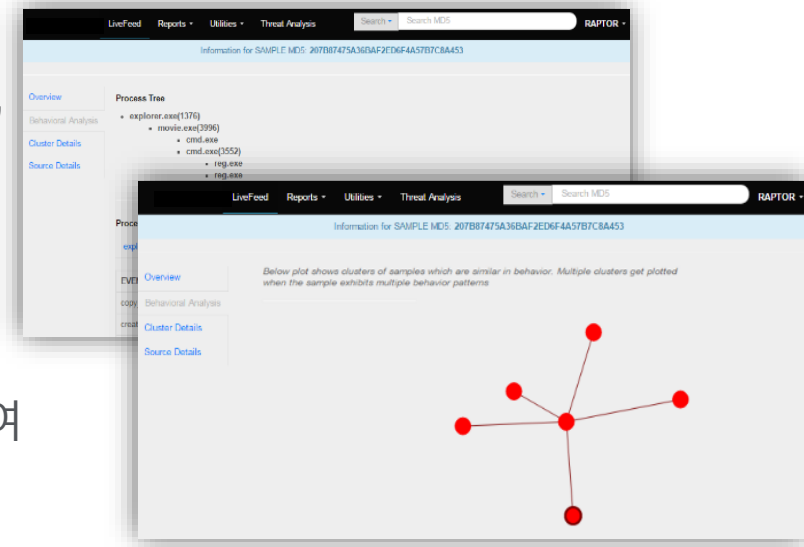 LiveFeed Reports Utilities Threat Analysis Search Search MD5 RAPTOR
Information for SAMPLE MD5: 207B87475A36BAF2ED6F4A57B7C8A453
Overview
Behavioral Analysis
Cluster Details
Source Details
Process Tree
explorer.exe(1376)
movie.exe(3996)
cmd.exe
cmd.exe(3552)
reg.exe
reg.exe
LiveFeed Reports Utilities Threat Analysis Search Search MD5 RAPTOR
Information for SAMPLE MD5: 207B87475A36BAF2ED6F4A57B7C8A453
Overview
Behavioral Analysis
Cluster Details
Source Details
Below plot shows clusters of samples which are similar in behavior. Multiple clusters get plotted
when the sample exhibits multiple behavior patterns
copy
여